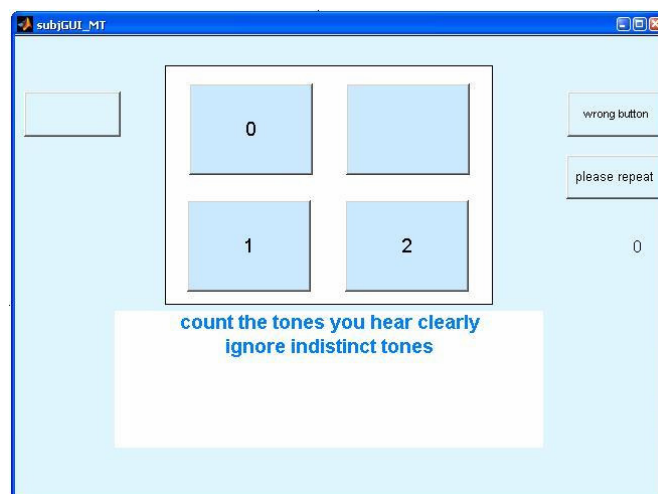 subjGUI_MT
0
wrong button
please repeat
1
2
0
count the tones you hear clearly
ignore indistinct tones